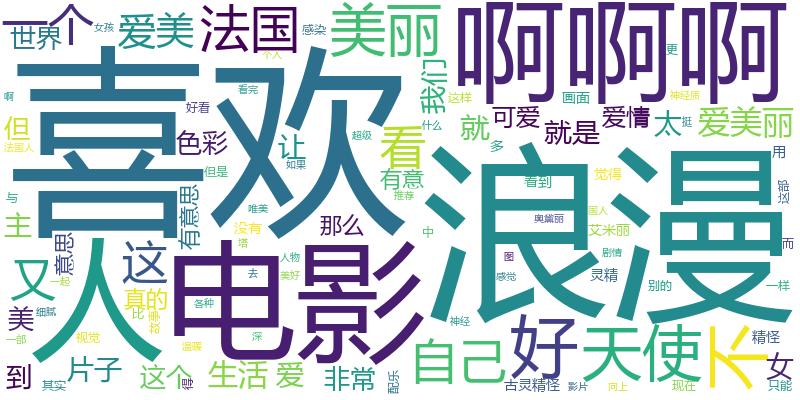 世界
一个
爱美
女孩
法国
感染
美丽
啊啊啊
啊
喜欢
好看
个人
看完
我们
这样
画面
更
神经质
但
法国人
色彩
让
超级
看
什么
可爱
就
爱情
就是
太
挺
爱美丽
但是
如果
有意
多
浪漫
看到
觉得
用
与
主
有意思
唯美
推荐
奥黛丽
国人
这部
意思
这
没有
那么
中
艾米丽
而
又
人
电影
塔
人物
图
剧情
一起
真的
去
美好
感觉
灵精
别的
一样
美
细腻
比
故事
各种
神经
一部
视觉
温暖
深
好
天使
不
精怪
到
片子
这个
得
生活
爱
非常
配乐
自己
女
其实
古灵精怪
影片
向上
现在
只能